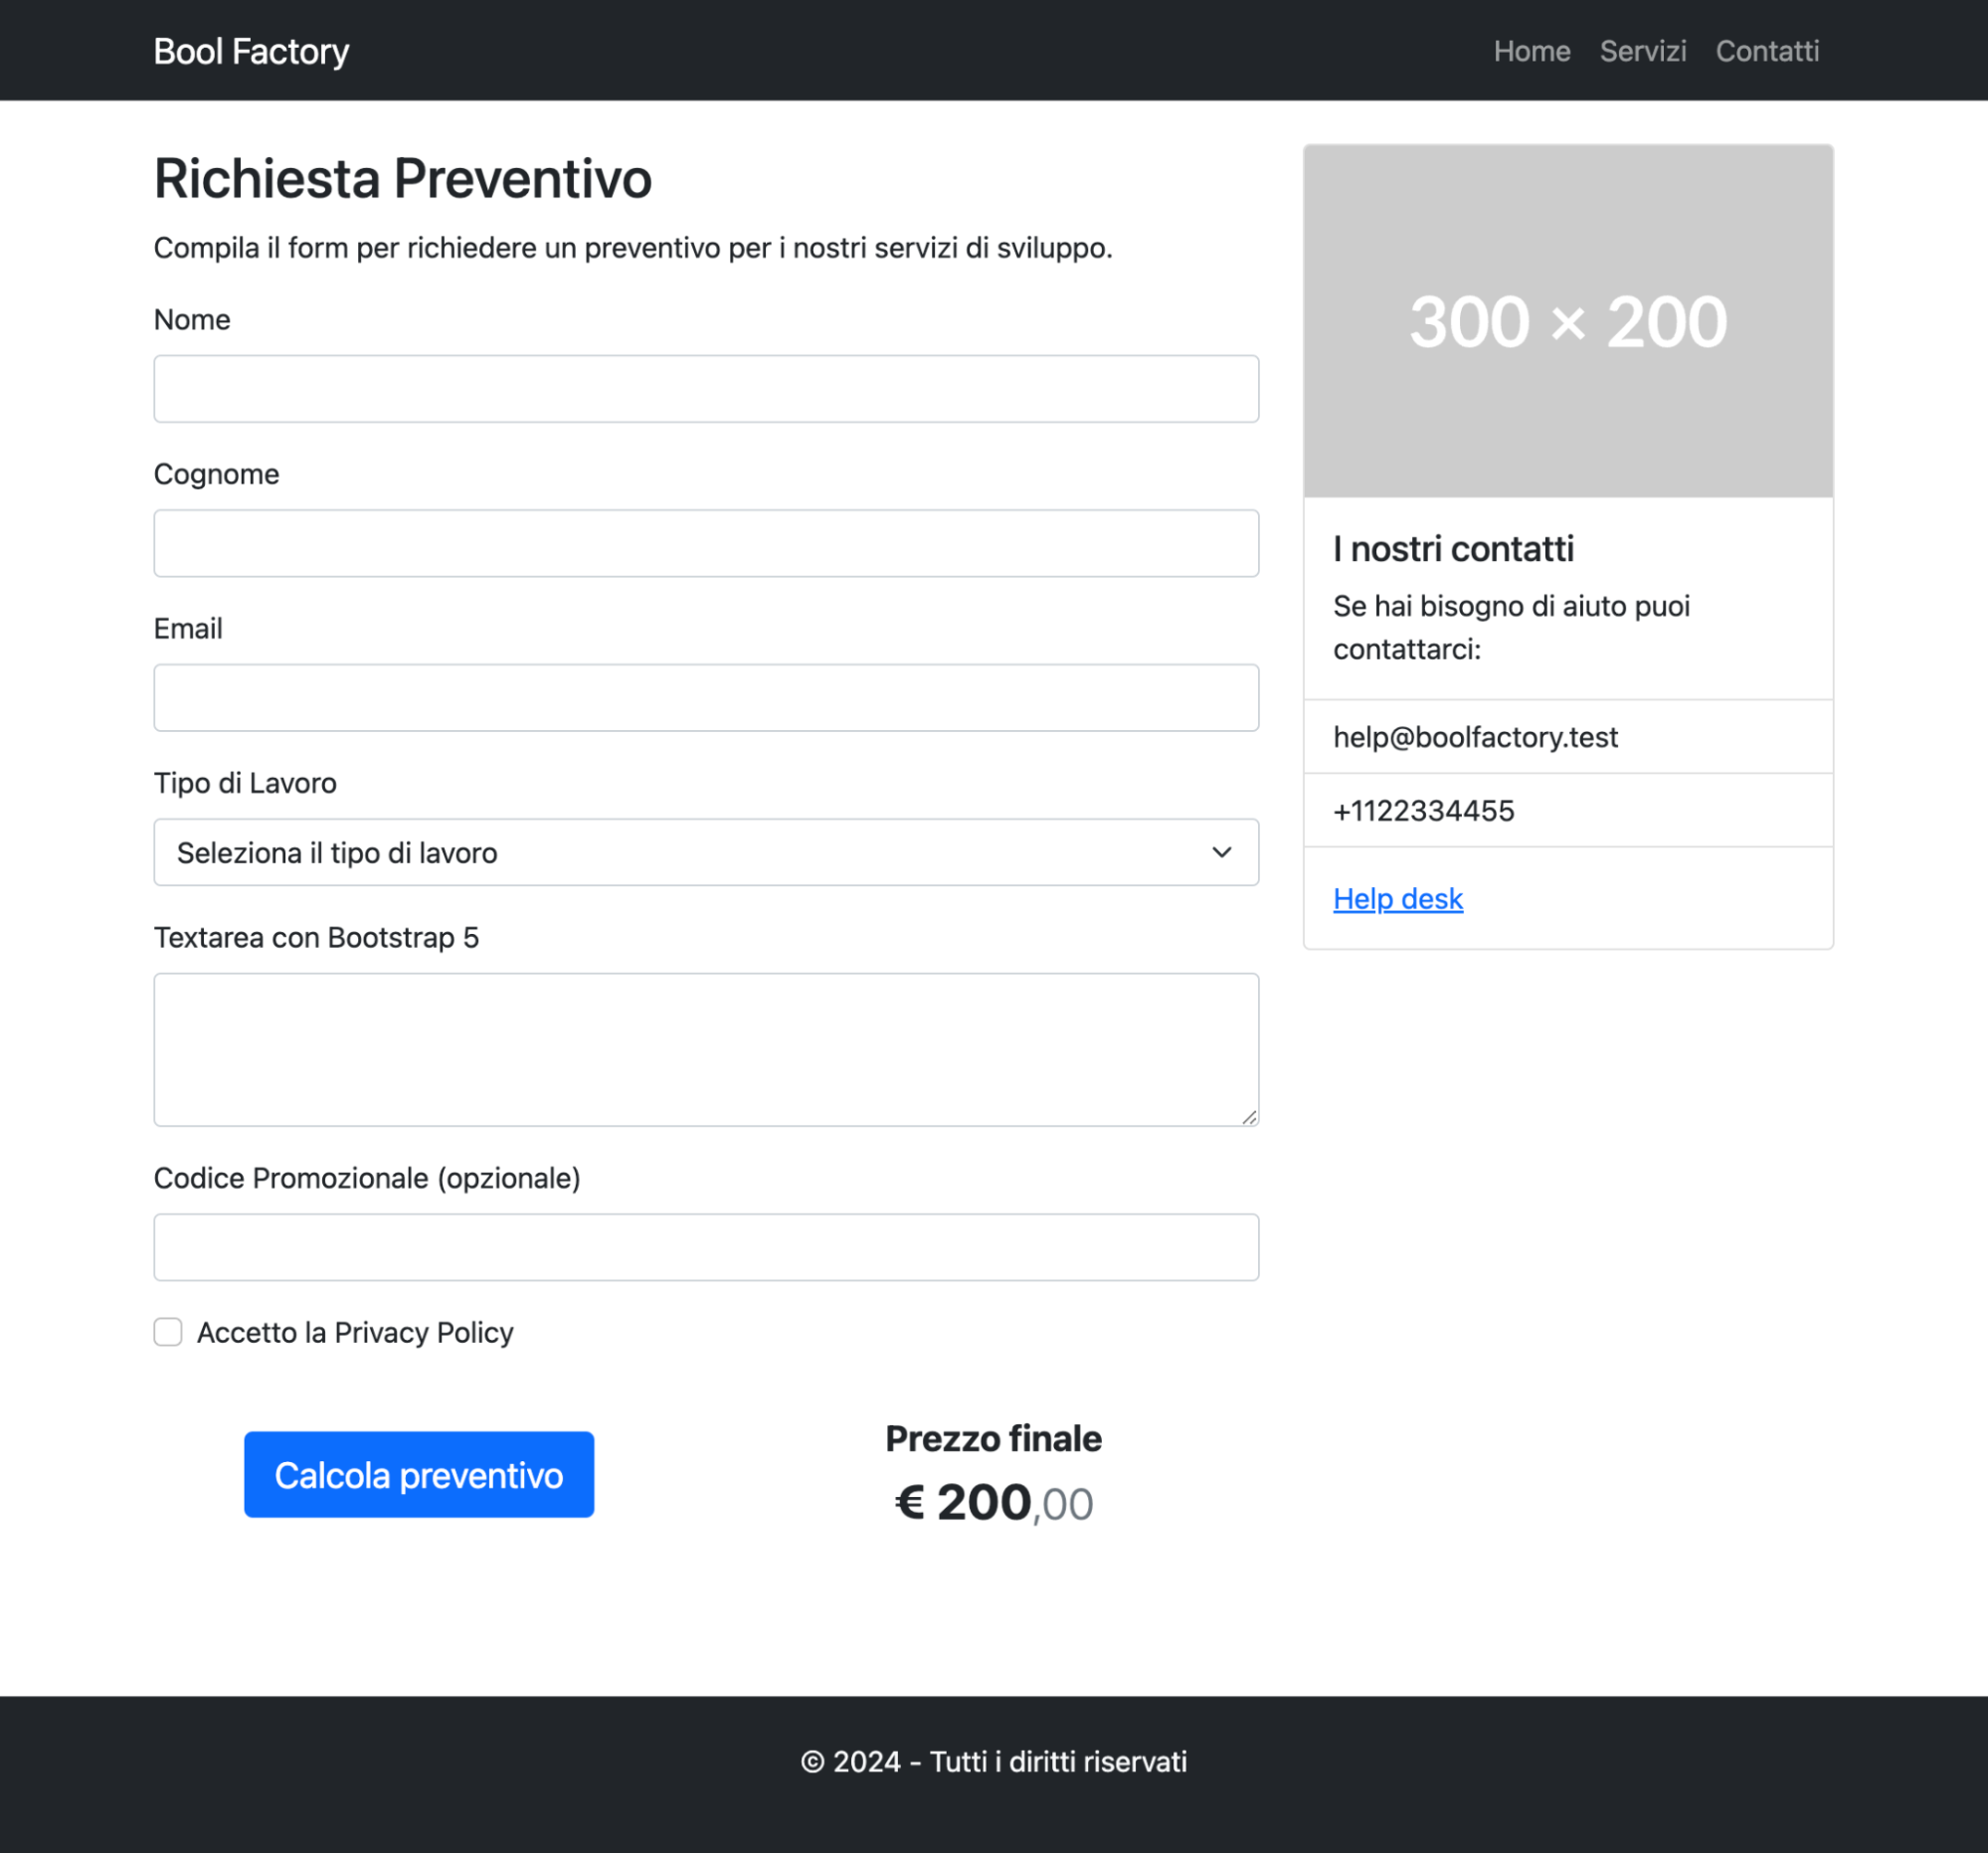 Bool Factory
Home Servizi Contatti
Richiesta Preventivo
Compila il form per richiedere un preventivo per i nostri servizi di sviluppo.
Nome
Cognome
Email
Tipo di Lavoro
Seleziona il tipo di lavoro
Textarea con Bootstrap 5
Codice Promozionale (opzionale)
Accetto la Privacy Policy
Calcola preventivo
Prezzo finale
€ 200,00
300 × 200
I nostri contatti
Se hai bisogno di aiuto puoi
contattarci:
help@boolfactory.test
+1122334455
Help desk
© 2024 - Tutti i diritti riservati